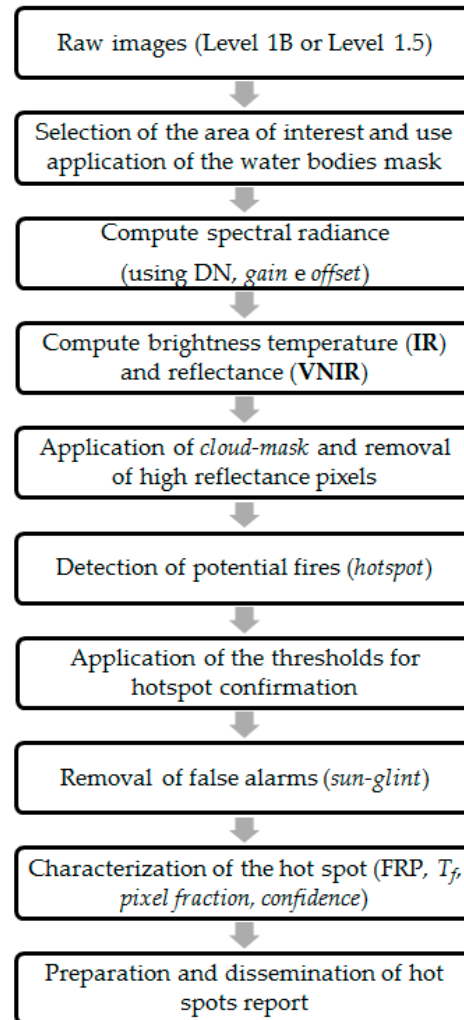 Raw images (Level 1B or Level 1.5)
Selection of the area of interest and use
application of the water bodies mask
Compute spectral radiance
(using DN, gain e offset)
Compute brightness temperature (IR)
and reflectance (VNIR)
Application of cloud-mask and removal
of high reflectance pixels
Detection of potential fires (hotspot)
Application of the thresholds for
hotspot confirmation
Removal of false alarms (sun-glint)
Characterization of the hot spot (FRP, Tf,
pixel fraction, confidence)
Preparation and dissemination of hot
spots report